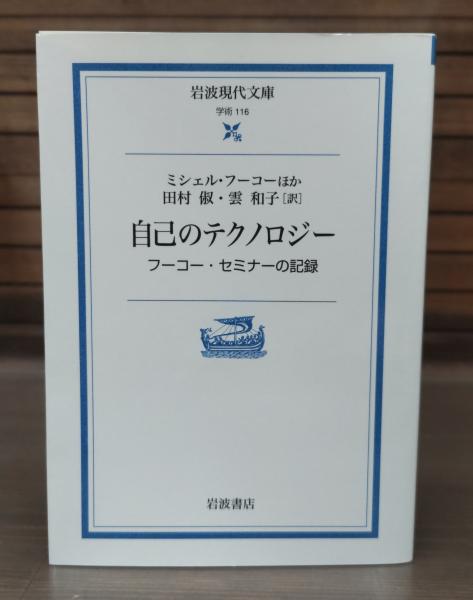 岩波現代文庫
学術 116
ミシェル・フーコーほか
田村 俶・雲 和子[訳]
自己のテクノロジー
フーコー・セミナーの記録
岩波書店